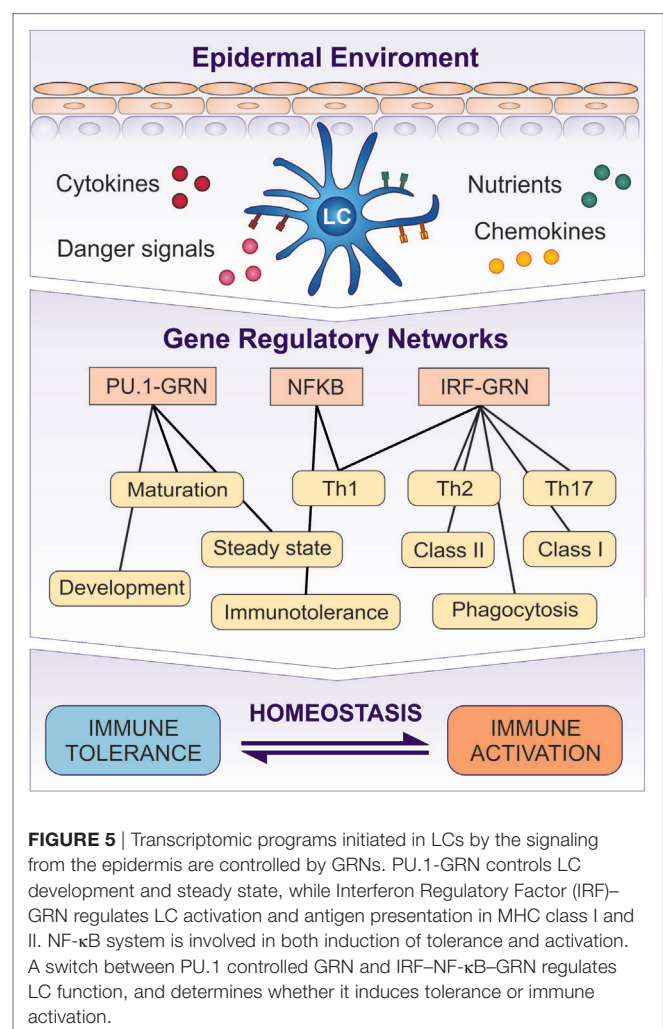 Epidermal Enviroment
Cytokines
Nutrients
LC
Danger signals
Chemokines
Gene Regulatory Networks
PU.1-GRN
NFKB
IRF-GRN
Maturation
Th1
Th2
Th17
Steady state
Class II
Class I
Development
Immunotolerance
Phagocytosis
IMMUNE
TOLERANCE
HOMEOSTASIS
IMMUNE
ACTIVATION
FIGURE 5 | Transcriptomic programs initiated in LCs by the signaling
from the epidermis are controlled by GRNs. PU.1-GRN controls LC
development and steady state, while Interferon Regulatory Factor (IRF)–
GRN regulates LC activation and antigen presentation in MHC class I and
II. NF-κB system is involved in both induction of tolerance and activation.
A switch between PU.1 controlled GRN and IRF–NF-κB–GRN regulates
LC function, and determines whether it induces tolerance or immune
activation.